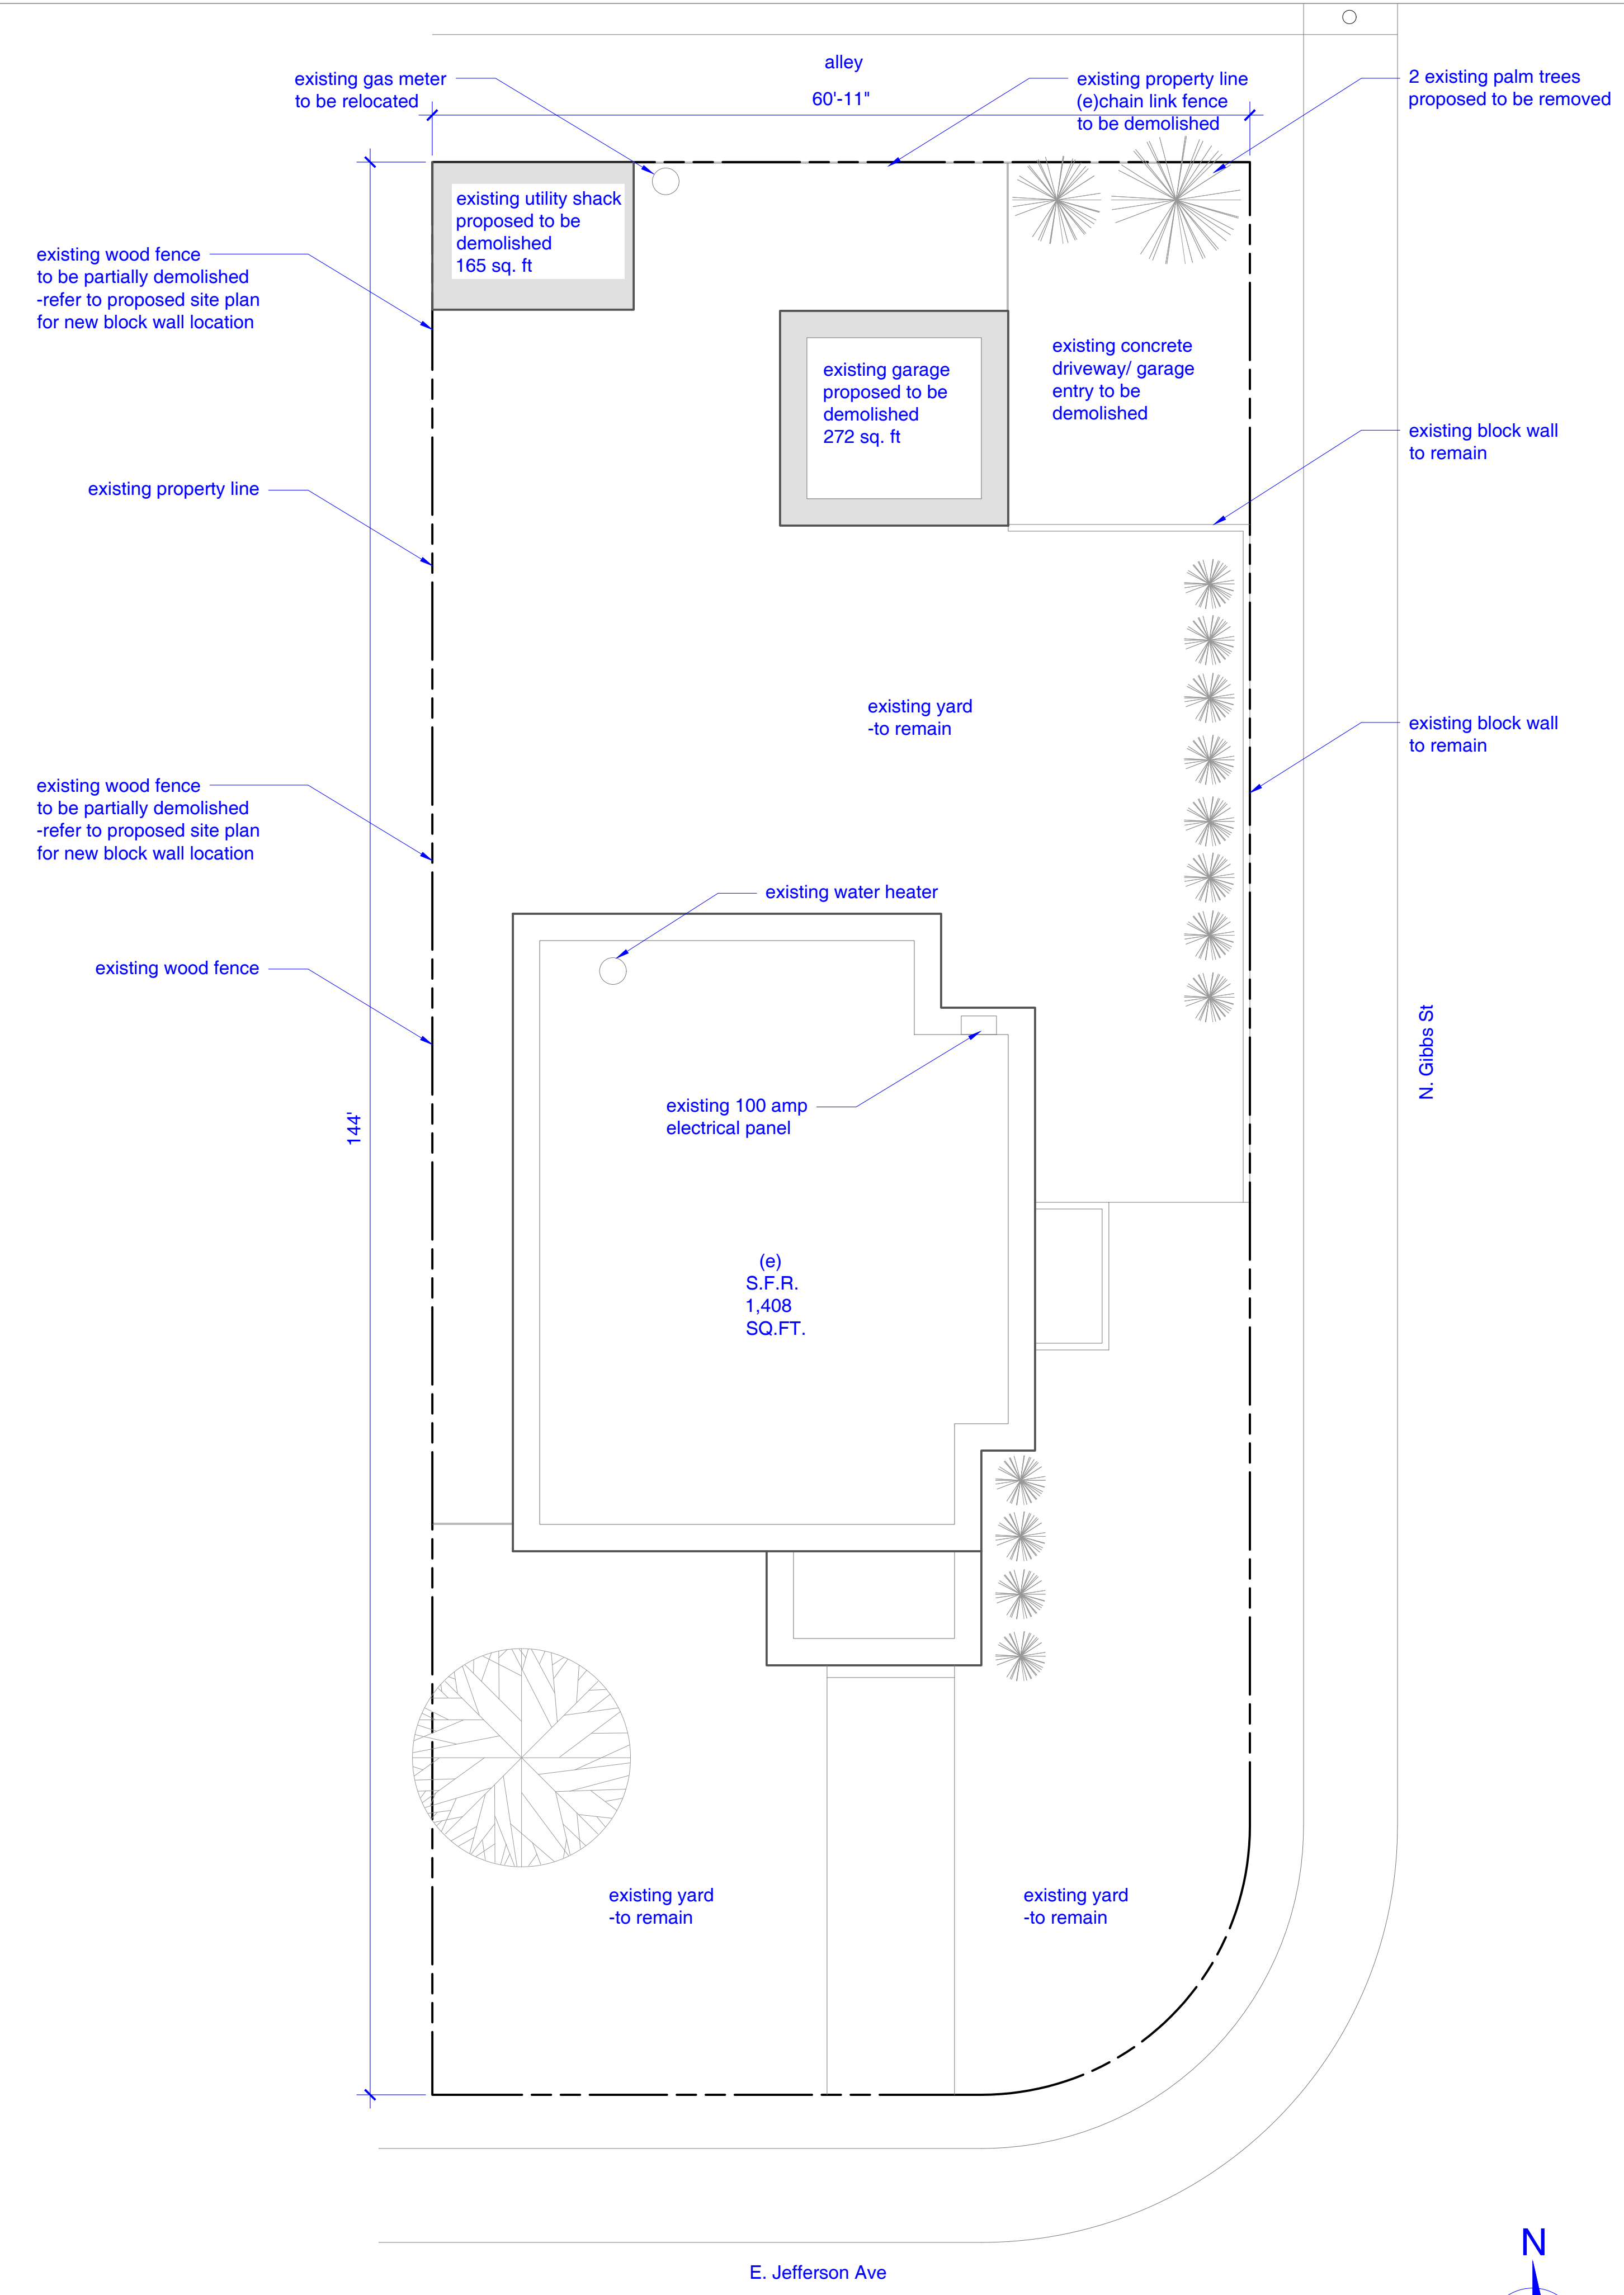 alley
60'-11"
existing gas meter
to be relocated
existing property line
(e)chain link fence
to be demolished
2 existing palm trees
proposed to be removed
existing utility shack
proposed to be
demolished
165 sq. ft
existing wood fence
to be partially demolished
-refer to proposed site plan
for new block wall location
existing garage
proposed to be
demolished
272 sq. ft
existing concrete
driveway/ garage
entry to be
demolished
existing block wall
to remain
existing property line
existing yard
-to remain
existing block wall
to remain
existing wood fence
to be partially demolished
-refer to proposed site plan
for new block wall location
existing water heater
existing wood fence
N. Gibbs St
existing 100 amp
electrical panel
144'
(e)
S.F.R.
1,408
SQ.FT.
existing yard
-to remain
existing yard
-to remain
N
E. Jefferson Ave